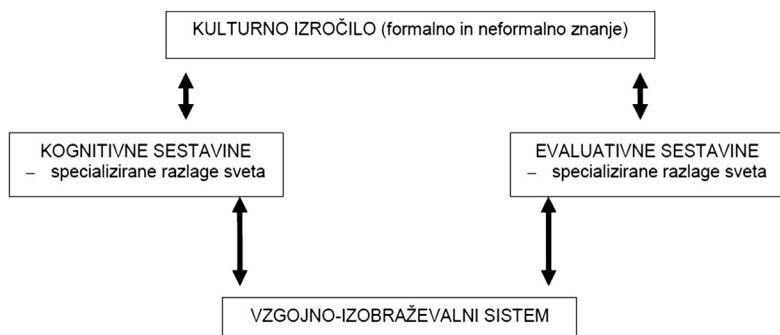 KULTURNO IZROČILO (formalno in neformalno znanje)
KOGNITIVNE SESTAVINE
– specializirane razlage sveta
EVALUATIVNE SESTAVINE
– specializirane razlage sveta
VZGOJNO-IZOBRAŽEVALNI SISTEM